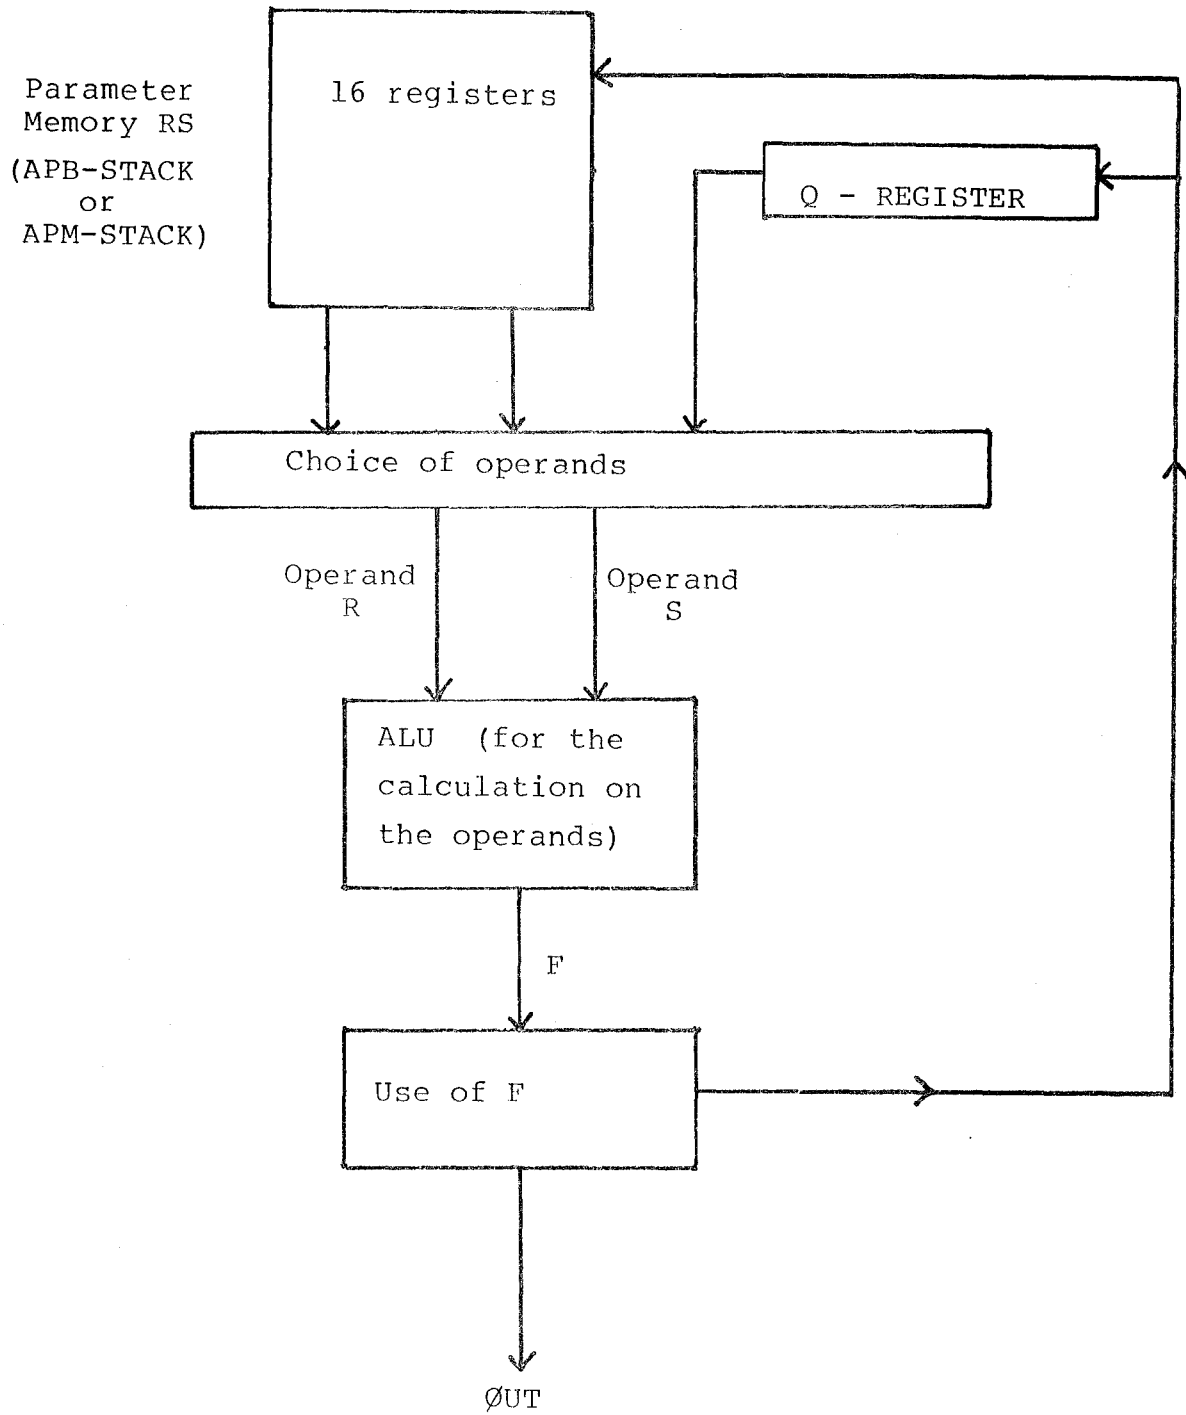 Parameter
Memory RS
(APB-STACK
or
APM-STACK)
16 registers
Q - REGISTER
Choice of operands
Operand
R
Operand
S
ALU (for the
calculation on
the operands)
F
Use of F
ØUT